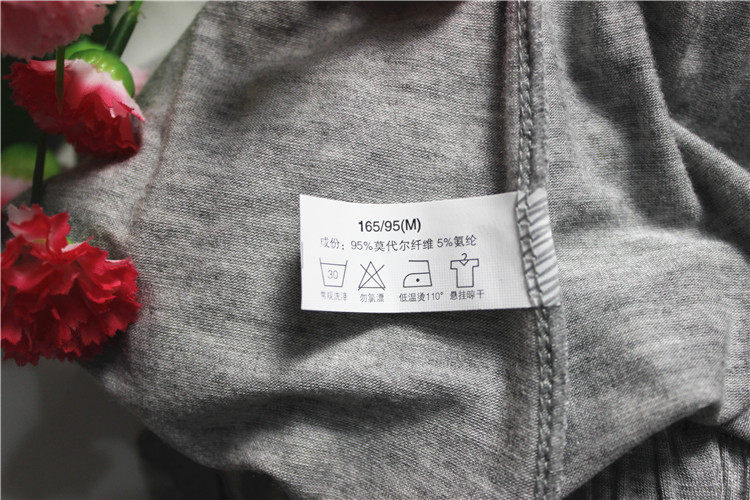 165/95(M)
成份：95%莫代尔纤维 5%氨纶
30
常规洗涤 勿氯漂 低温烫110° 悬挂晾干